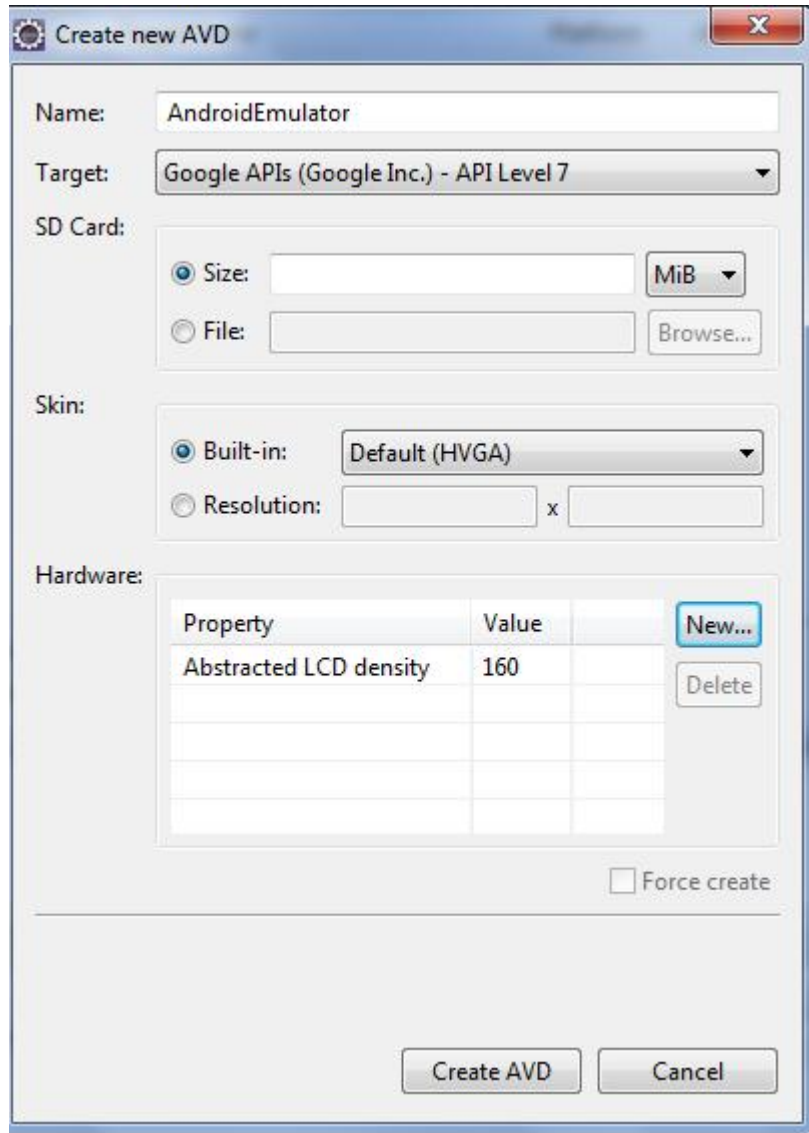 Create new AVD
Name: AndroidEmulator
Target: Google APIs (Google Inc.) - API Level 7
SD Card:
Size: MiB
File: Browse...
Skin:
Built-in: Default (HVGA)
Resolution: x
Hardware:
Property Value New...
Abstracted LCD density 160
Delete
Force create
Create AVD Cancel